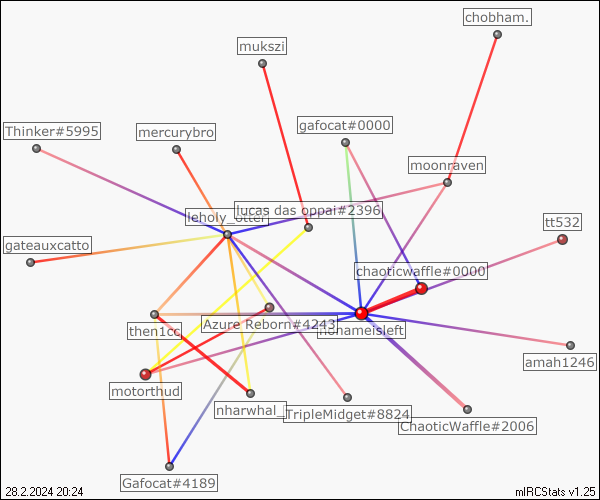 chobham.
mukszi
gafocat#0000
Thinker#5995
mercurybro
moonraven
lucas das oppai#2396
leholy_otter
tt532
gateauxcatto
chaoticwaffle#0000
Azure Reborn#4243
nonameisleft
then1cc
amah1246
motorthud
nharwhal_
TripleMidget#8824
ChaoticWaffle#2006
Gafocat#4189
28.2.2024 20:24
mIRCStats v1.25